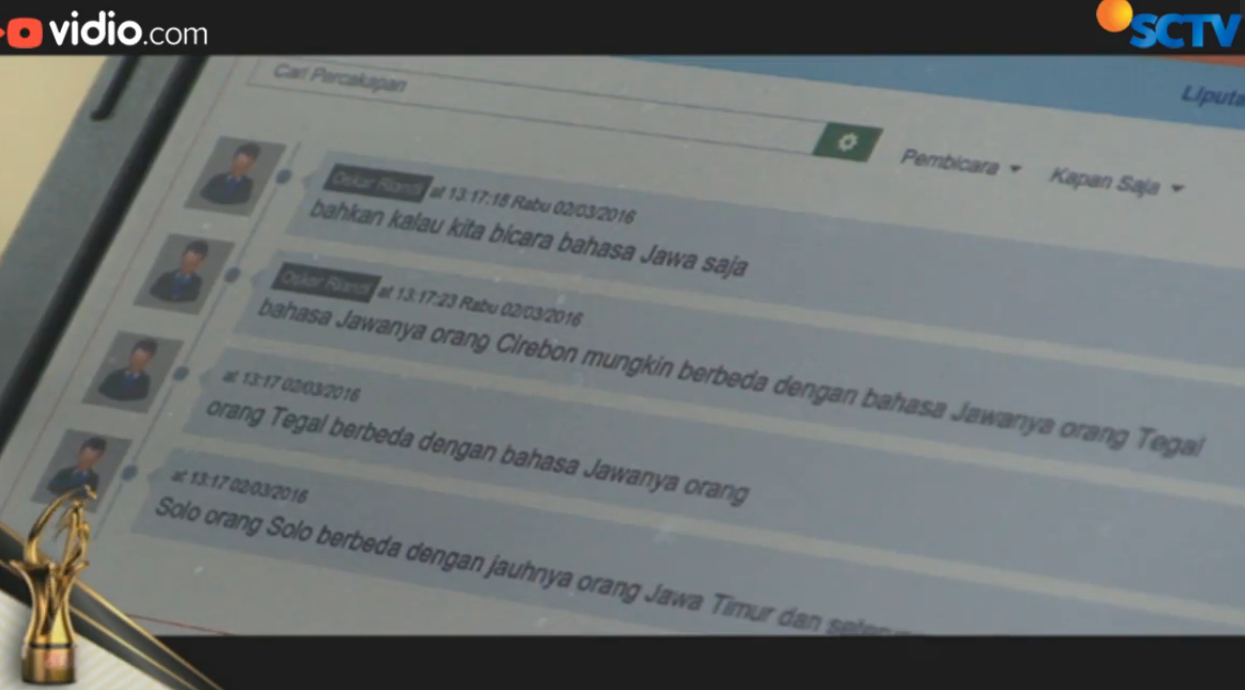 vidio.com
SCTV
Liputa
Cari Percakapan
Pembicara
Kapan Saja
Oskar Riandi at 13:17:18 Rabu 02/03/2016
bahkan kalau kita bicara bahasa Jawa saja
Oskar Riandi at 13:17:23 Rabu 02/03/2016
bahasa Jawanya orang Cirebon mungkin berbeda dengan bahasa Jawanya orang Tegal
at 13:17 02/03/2016
orang Tegal berbeda dengan bahasa Jawanya orang
at 13:17 02/03/2016
Solo orang Solo berbeda dengan jauhnya orang Jawa Timur dan